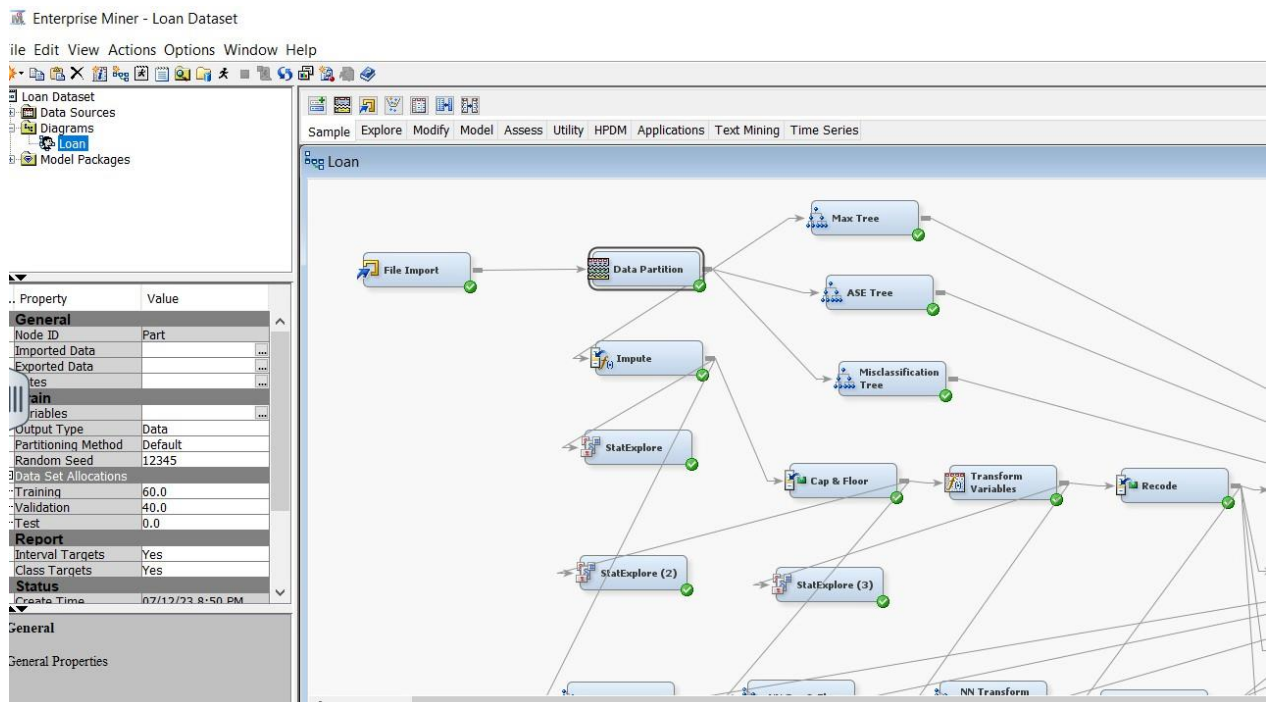 Enterprise Miner - Loan Dataset
ile Edit View Actions Options Window Help
Loan Dataset
Data Sources
Diagrams
Loan
Model Packages
Sample Explore Modify Model Assess Utility HPDM Applications Text Mining Time Series
Loan
.. Property Value
General
Node ID Part
Imported Data ...
Exported Data ...
tes ...
ain
riables ...
Output Type Data
Partitioning Method Default
Random Seed 12345
Data Set Allocations
Training 60.0
Validation 40.0
Test 0.0
Report
Interval Targets Yes
Class Targets Yes
Status
Create Time 07/12/23 8:50 PM
General
General Properties
Max Tree
File Import
Data Partition
ASE Tree
Impute
Misclassification
Tree
StatExplore
Cap & Floor
Transform
Variables
Recode
StatExplore (2)
StatExplore (3)
NN Transform